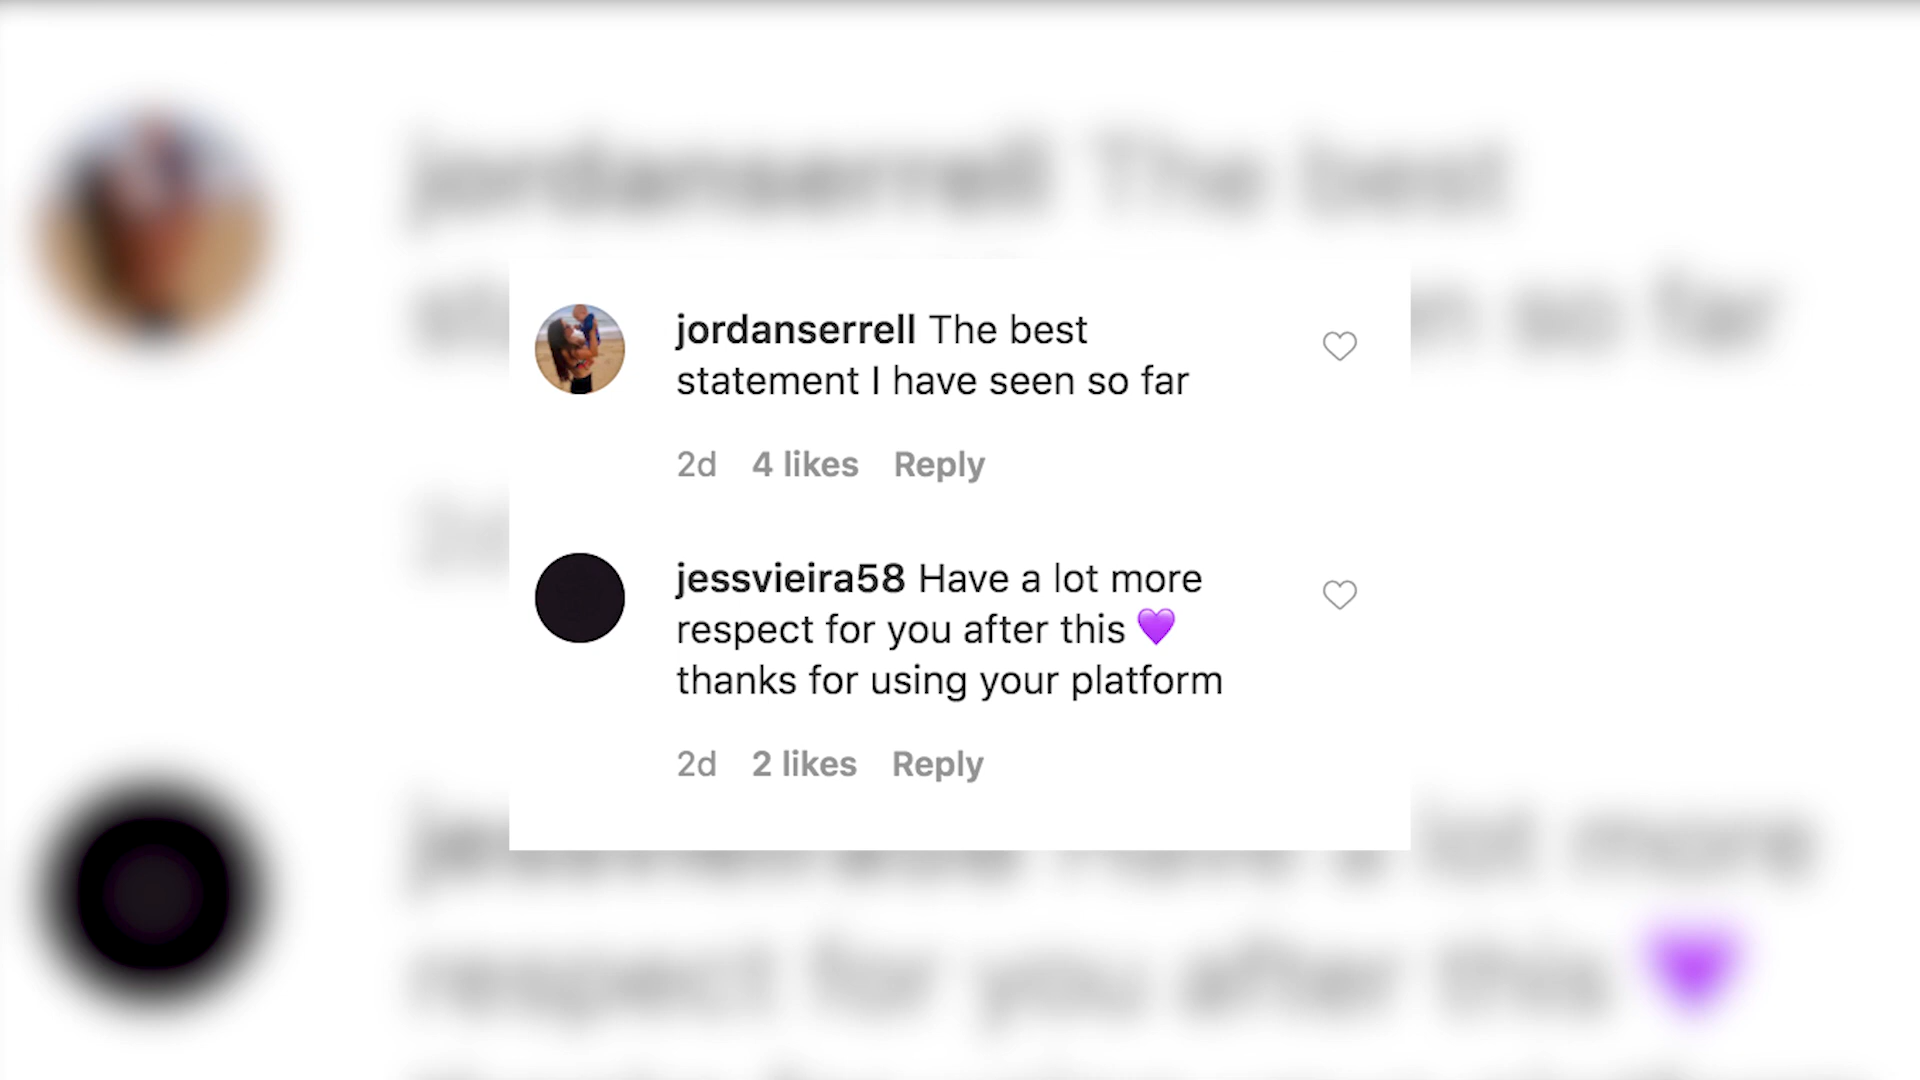 jordanserrell The best
statement I have seen so far
2d 4 likes Reply
jessvieira58 Have a lot more
respect for you after this 💜
thanks for using your platform
2d 2 likes Reply